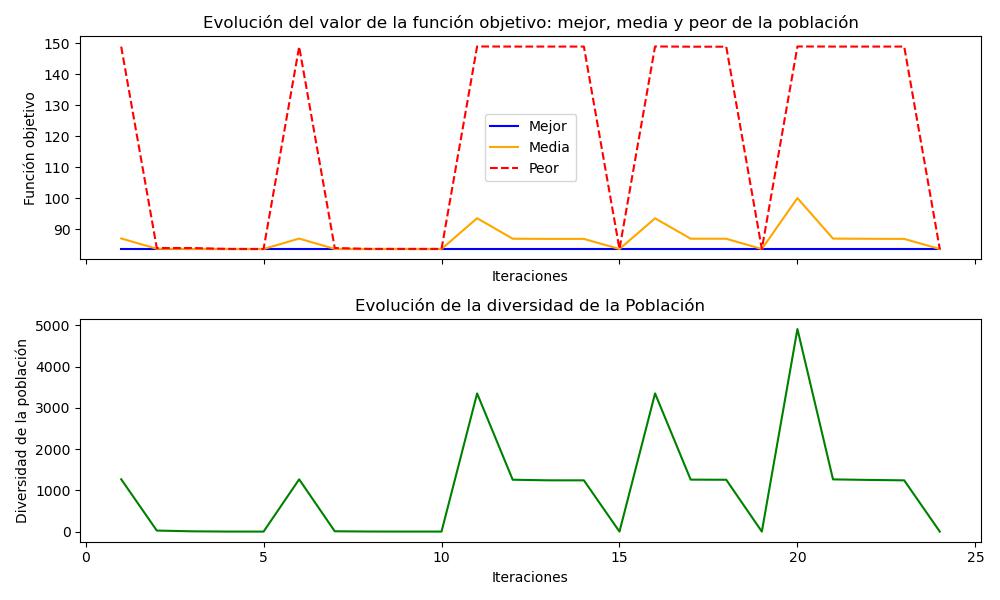 Evolución del valor de la función objetivo: mejor, media y peor de la población
Función objetivo
150
140
130
120
110
100
90
Mejor
Media
Peor
Iteraciones
Evolución de la diversidad de la Población
Diversidad de la población
5000
4000
3000
2000
1000
0
0 5 10 15 20 25
Iteraciones